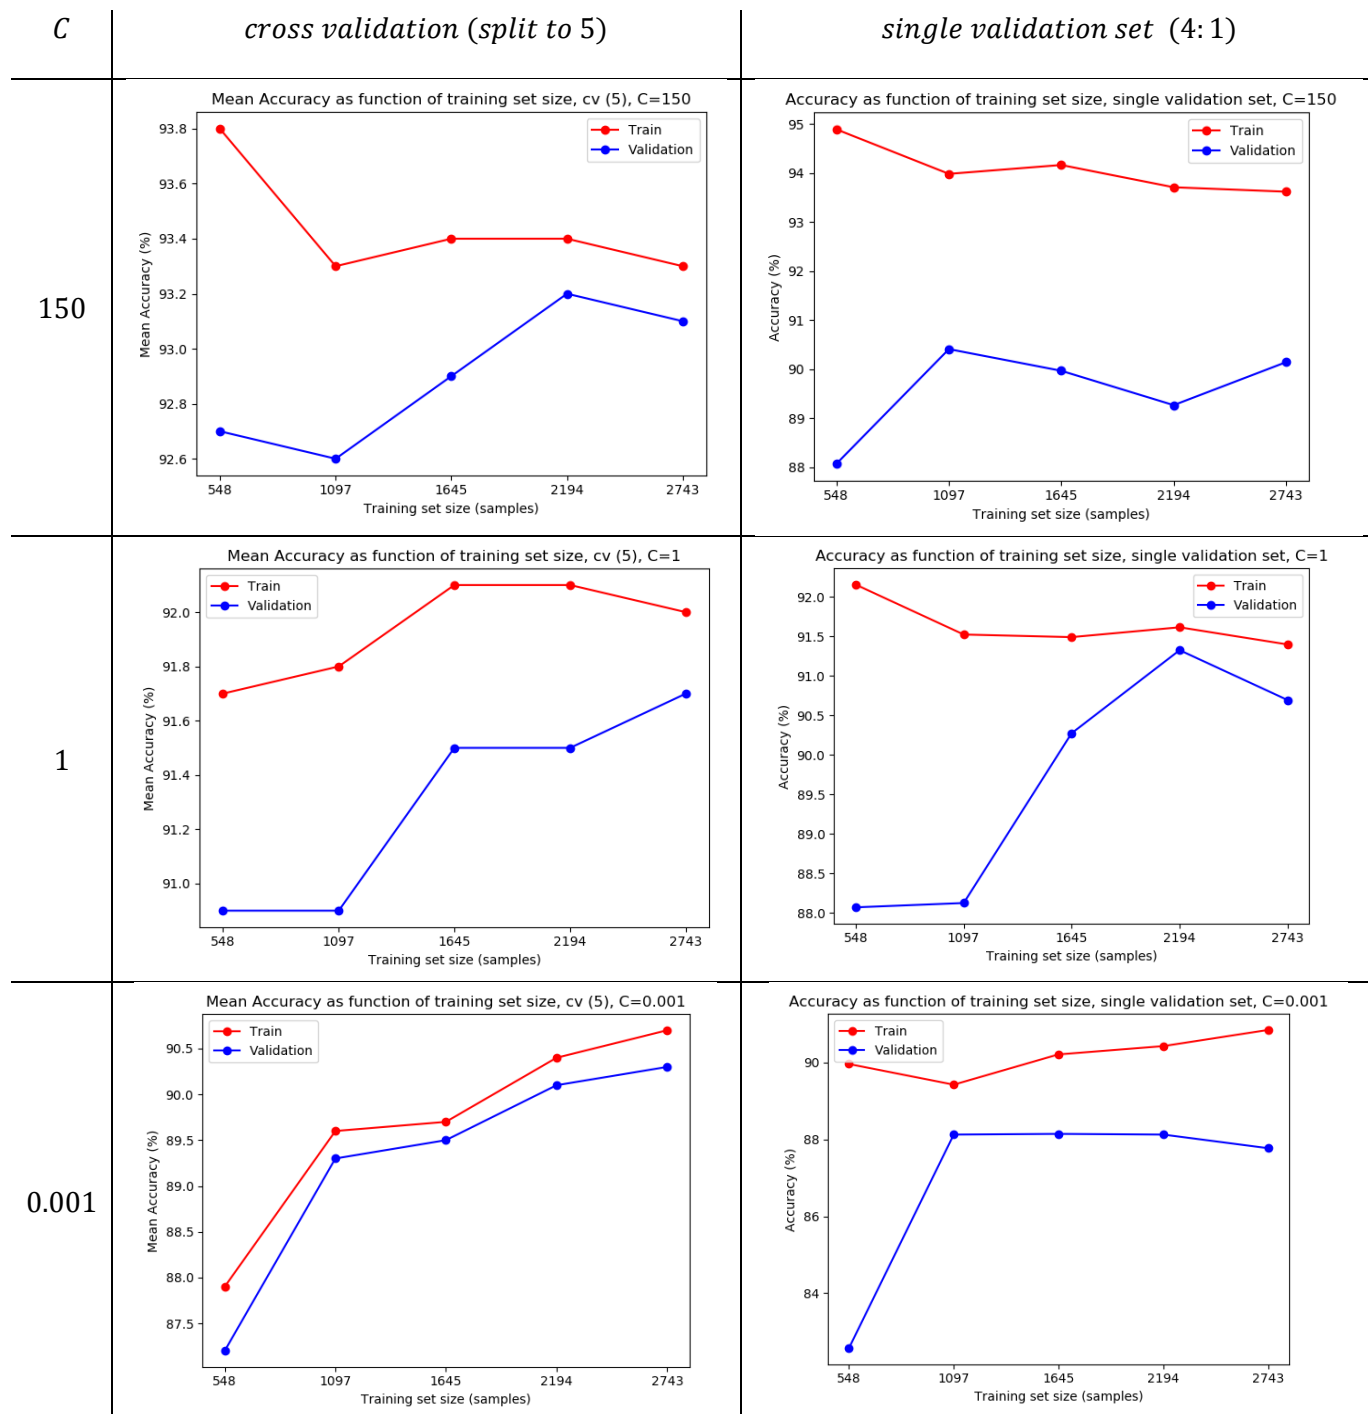 C
cross validation (split to 5)
single validation set (4: 1)
150
Mean Accuracy as function of training set size, cv (5), C=150
Train
Validation
Mean Accuracy (%)
93.8
93.6
93.4
93.2
93.0
92.8
92.6
548 1097 1645 2194 2743
Training set size (samples)
Accuracy as function of training set size, single validation set, C=150
Train
Validation
Accuracy (%)
95
94
93
92
91
90
89
88
548 1097 1645 2194 2743
Training set size (samples)
1
Mean Accuracy as function of training set size, cv (5), C=1
Train
Validation
Mean Accuracy (%)
92.0
91.8
91.6
91.4
91.2
91.0
548 1097 1645 2194 2743
Training set size (samples)
Accuracy as function of training set size, single validation set, C=1
Train
Validation
Accuracy (%)
92.0
91.5
91.0
90.5
90.0
89.5
89.0
88.5
88.0
548 1097 1645 2194 2743
Training set size (samples)
0.001
Mean Accuracy as function of training set size, cv (5), C=0.001
Train
Validation
Mean Accuracy (%)
90.5
90.0
89.5
89.0
88.5
88.0
87.5
548 1097 1645 2194 2743
Training set size (samples)
Accuracy as function of training set size, single validation set, C=0.001
Train
Validation
Accuracy (%)
90
88
86
84
548 1097 1645 2194 2743
Training set size (samples)